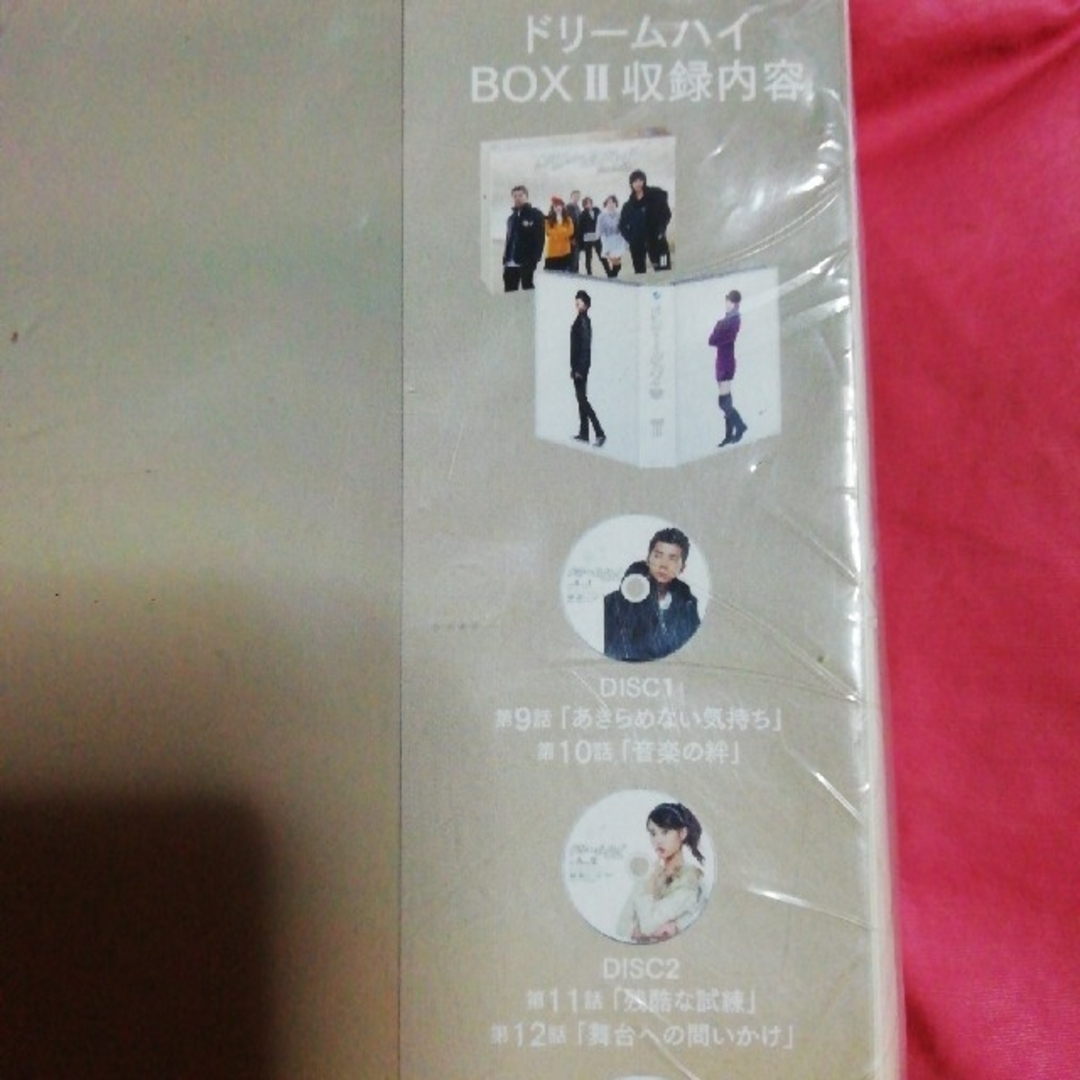 ドリームハイ
BOX II 収録内容
DISC1
第9話「あきらめない気持ち」
第10話「音楽の絆」
DISC2
第11話「残酷な試練」
第12話「舞台への問いかけ」